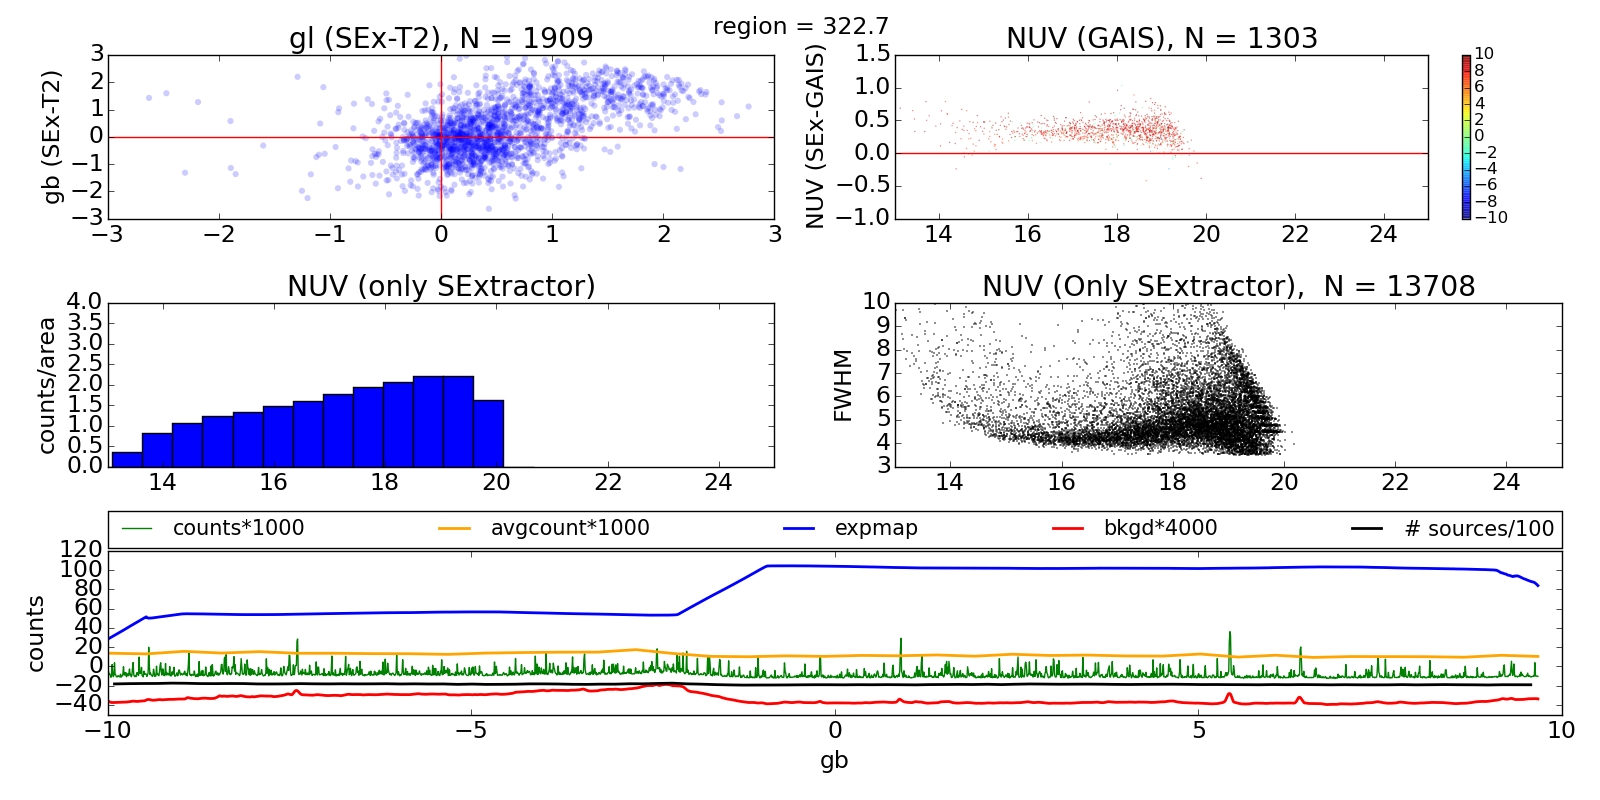 region = 322.7
gl (SEx-T2), N = 1909
3
2
1
0
−1
−2
−3
gb (SEx-T2)
−3 −2 −1 0 1 2 3
NUV (GAIS), N = 1303
1.5
1.0
0.5
0.0
−0.5
−1.0
NUV (SEx-GAIS)
14 16 18 20 22 24
10
8
6
4
2
0
−2
−4
−6
−8
−10
NUV (only SExtractor)
4.0
3.5
3.0
2.5
2.0
1.5
1.0
0.5
0.0
counts/area
14 16 18 20 22 24
NUV (Only SExtractor), N = 13708
10
9
8
7
6
5
4
3
FWHM
14 16 18 20 22 24
counts*1000 avgcount*1000 expmap bkgd*4000 # sources/100
120
100
80
60
40
20
0
−20
−40
counts
−10 −5 0 5 10
gb